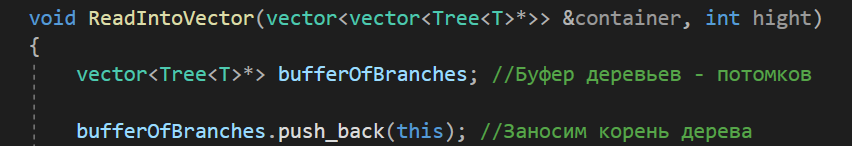 void ReadIntoVector(vector<vector<Tree<T>*>> &container, int hight)
{
vector<Tree<T>*> bufferOfBranches; //Буфер деревьев - потомков
bufferOfBranches.push_back(this); //Заносим корень дерева